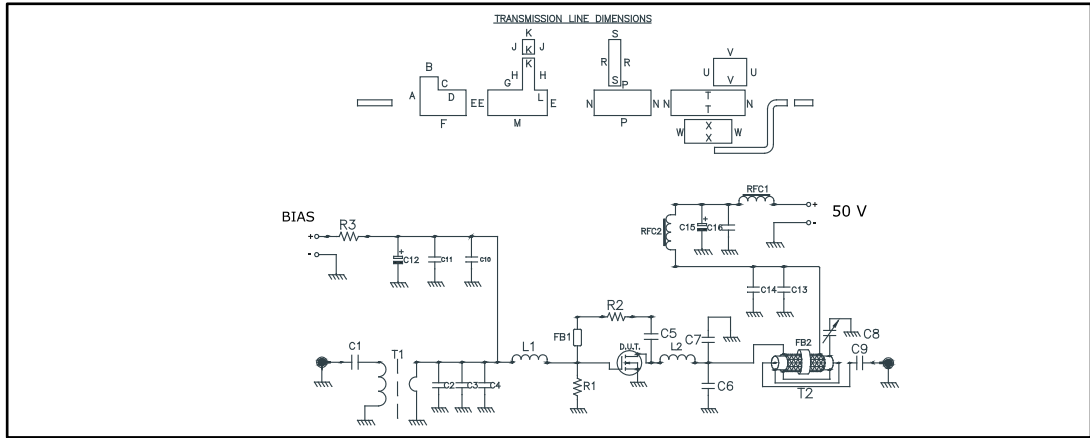 TRANSMISSION LINE DIMENSIONS
K
J K J
K
B
C
A D
G H H
EE L E
F
M
S
R R
S P
N N
P
V
U U
V
N T N
T
W X W
X
RFC1
+ 50 V
-
RFC2
C15 + C16
BIAS
+ R3
-
+ C12
C11
C10
C14
C13
R2
FB1
C5
C7
C8
D.U.T.
L2
FB2
C9
C1
T1
L1
C2
C3
C4
R1
C6
T2